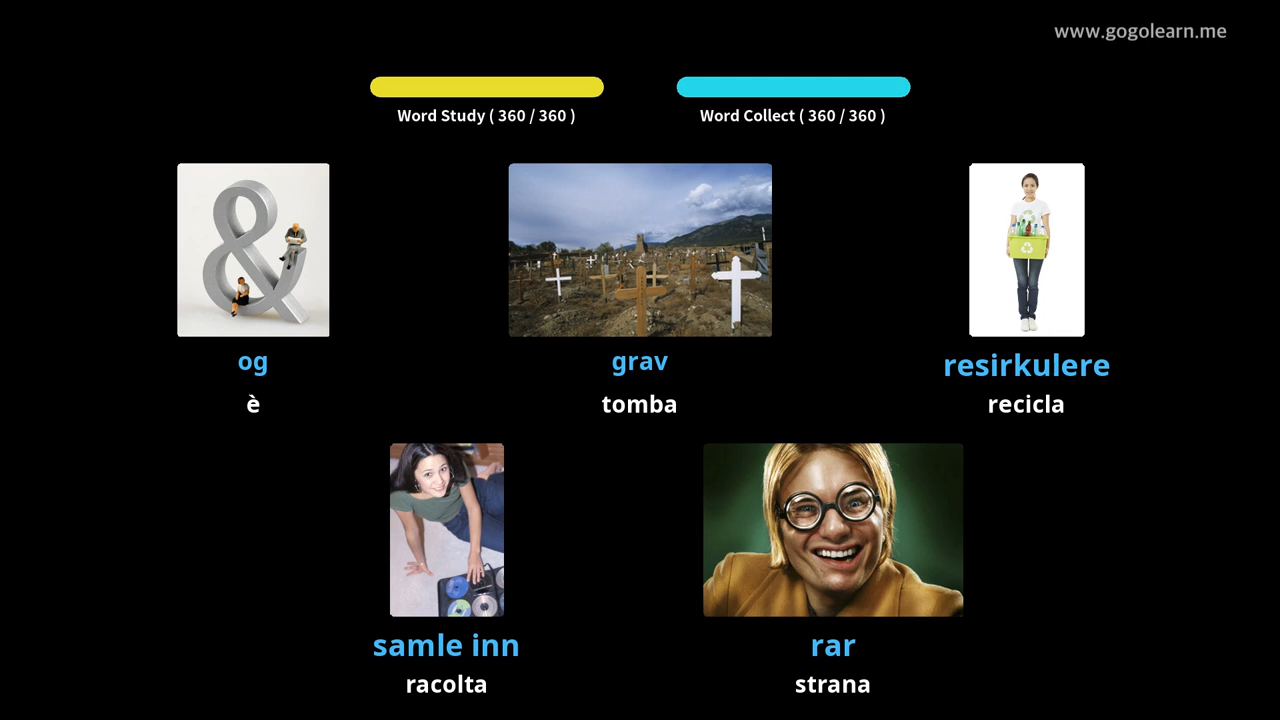 www.gogolearn.me
Word Study ( 360 / 360 )
Word Collect ( 360 / 360 )
og
grav
resirkulere
è
tomba
recicla
samle inn
rar
racolta
strana